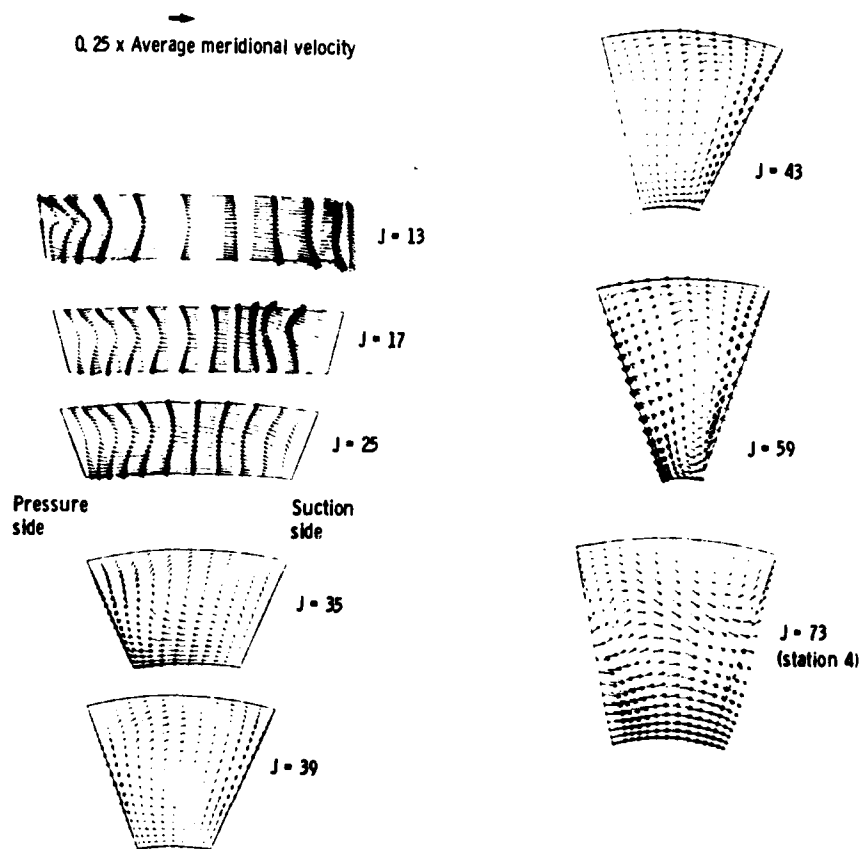 0.25 x Average meridional velocity
J = 13
J = 17
J = 25
Pressure side
Suction side
J = 35
J = 39
J = 43
J = 59
J = 73
(station 4)